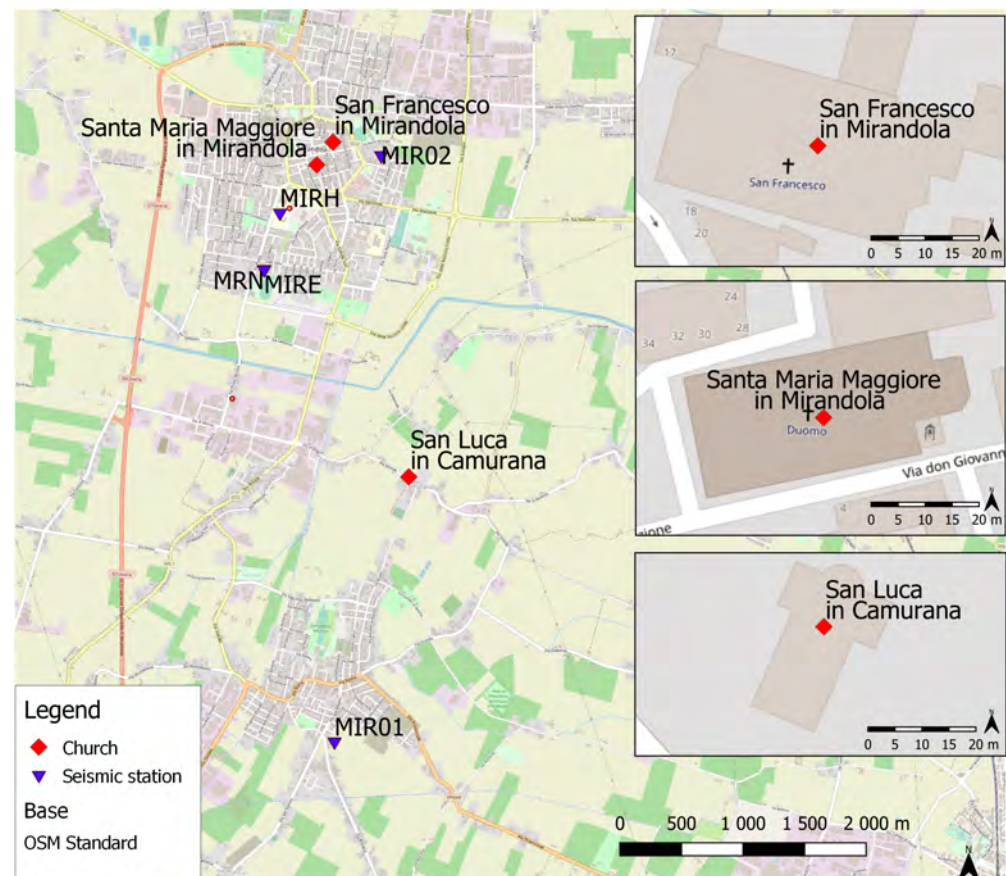 San Francesco
in Mirandola
Santa Maria Maggiore
in Mirandola
MIR02
MIRH
MRN
MIRE
San Luca
in Camurana
MIR01
Legend
Church
Seismic station
Base
OSM Standard
0 500 1 000 1 500 2 000 m
N
17
San Francesco
in Mirandola
San Francesco
18
20
N
0 5 10 15 20 m
24
28
30
32
34
Santa Maria Maggiore
in Mirandola
Duomo
Via don Giovann
zione
4
N
0 5 10 15 20 m
San Luca
in Camurana
N
0 5 10 15 20 m